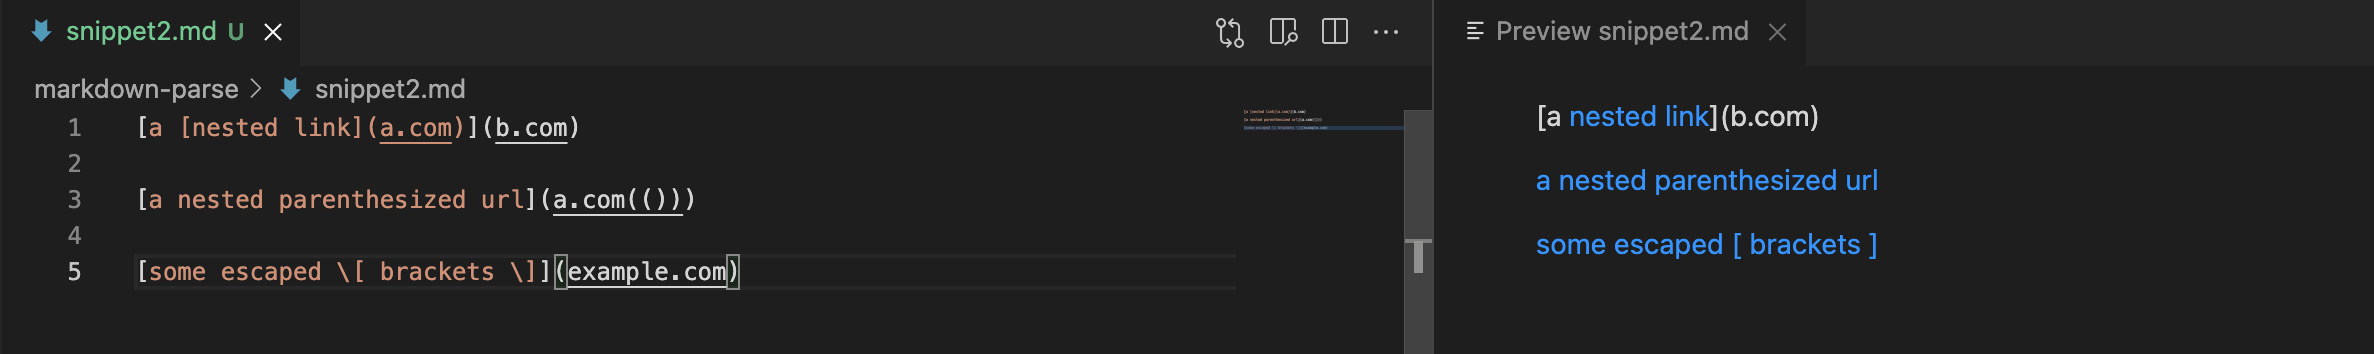 snippet2.md U
Preview snippet2.md
markdown-parse > snippet2.md
1 [a [nested link](a.com)](b.com)
2
3 [a nested parenthesized url](a.com(()))
4
5 [some escaped \[ brackets \]](example.com)
[a nested link](b.com)
a nested parenthesized url
some escaped [ brackets ]